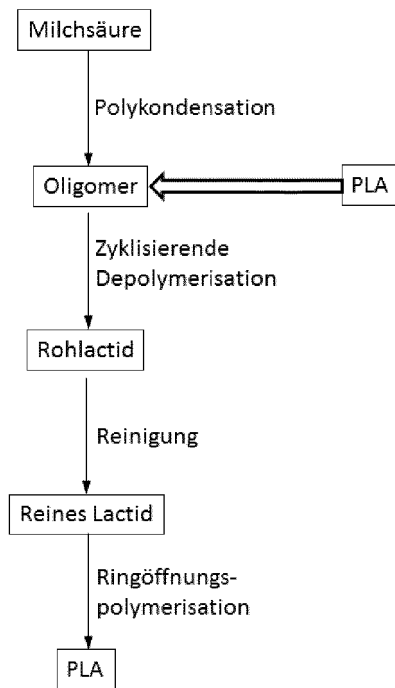 Milchsäure
Polykondensation
Oligomer
PLA
Zyklisierende
Depolymerisation
Rohlactid
Reinigung
Reines Lactid
Ringöffnungs-
polymerisation
PLA